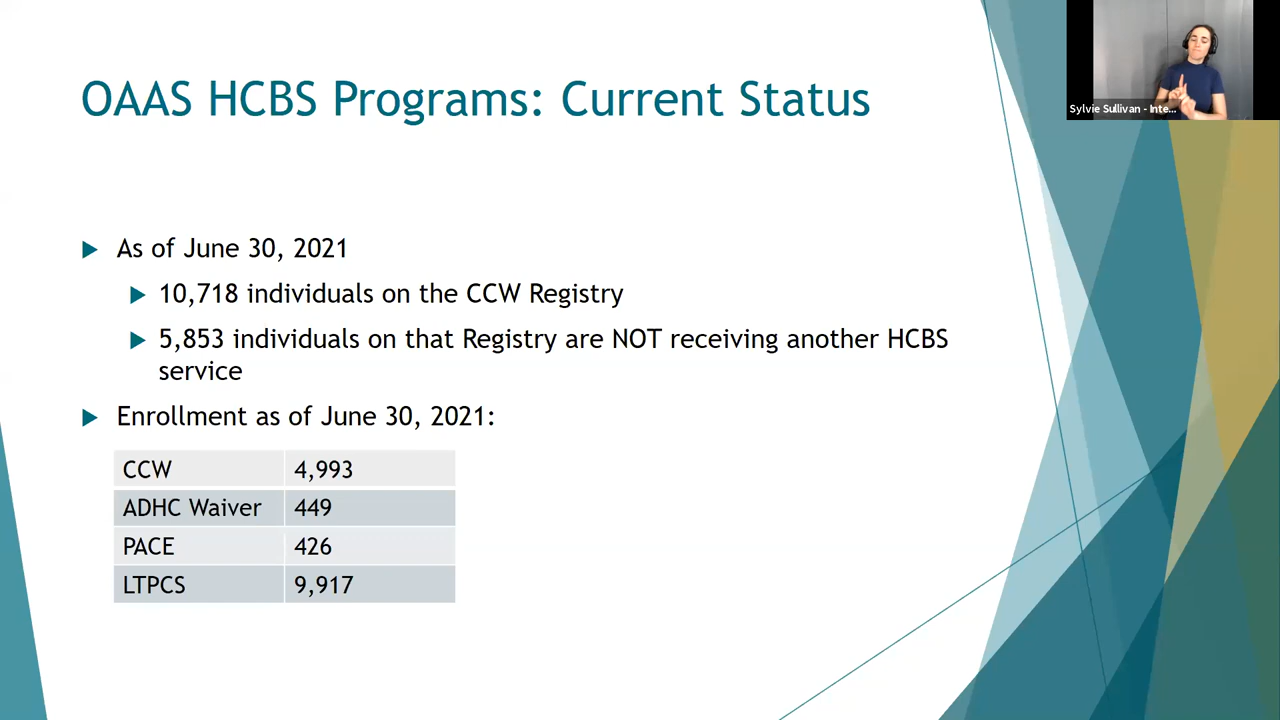 OAAS HCBS Programs: Current Status
Sylvie Sullivan - Inte...
As of June 30, 2021
10,718 individuals on the CCW Registry
5,853 individuals on that Registry are NOT receiving another HCBS
service
Enrollment as of June 30, 2021:
CCW 4,993
ADHC Waiver 449
PACE 426
LTPCS 9,917